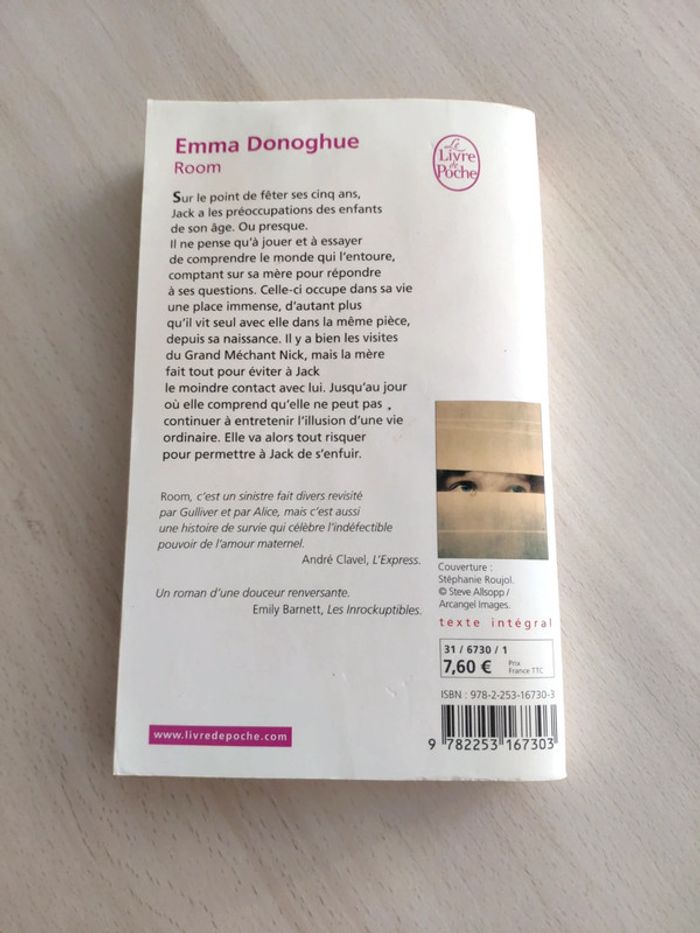 Emma Donoghue
Room
Le
Livre
de
Poche
Sur le point de fêter ses cinq ans,
Jack a les préoccupations des enfants
de son âge. Ou presque.
Il ne pense qu'à jouer et à essayer
de comprendre le monde qui l'entoure,
comptant sur sa mère pour répondre
à ses questions. Celle-ci occupe dans sa vie
une place immense, d'autant plus
qu'il vit seul avec elle dans la même pièce,
depuis sa naissance. Il y a bien les visites
du Grand Méchant Nick, mais la mère
fait tout pour éviter à Jack
le moindre contact avec lui. Jusqu'au jour
où elle comprend qu'elle ne peut pas
continuer à entretenir l'illusion d'une vie
ordinaire. Elle va alors tout risquer
pour permettre à Jack de s'enfuir.
Room, c'est un sinistre fait divers revisité
par Gulliver et par Alice, mais c'est aussi
une histoire de survie qui célèbre l'indéfectible
pouvoir de l'amour maternel.
André Clavel, L'Express.
Un roman d'une douceur renversante.
Emily Barnett, Les Inrockuptibles.
Couverture :
Stéphanie Roujol.
© Steve Allsopp /
Arcangel Images.
texte intégral
31 / 6730 / 1
7,60 € Prix
France TTC
ISBN : 978-2-253-16730-3
9 782253 167303
www.livredepoche.com